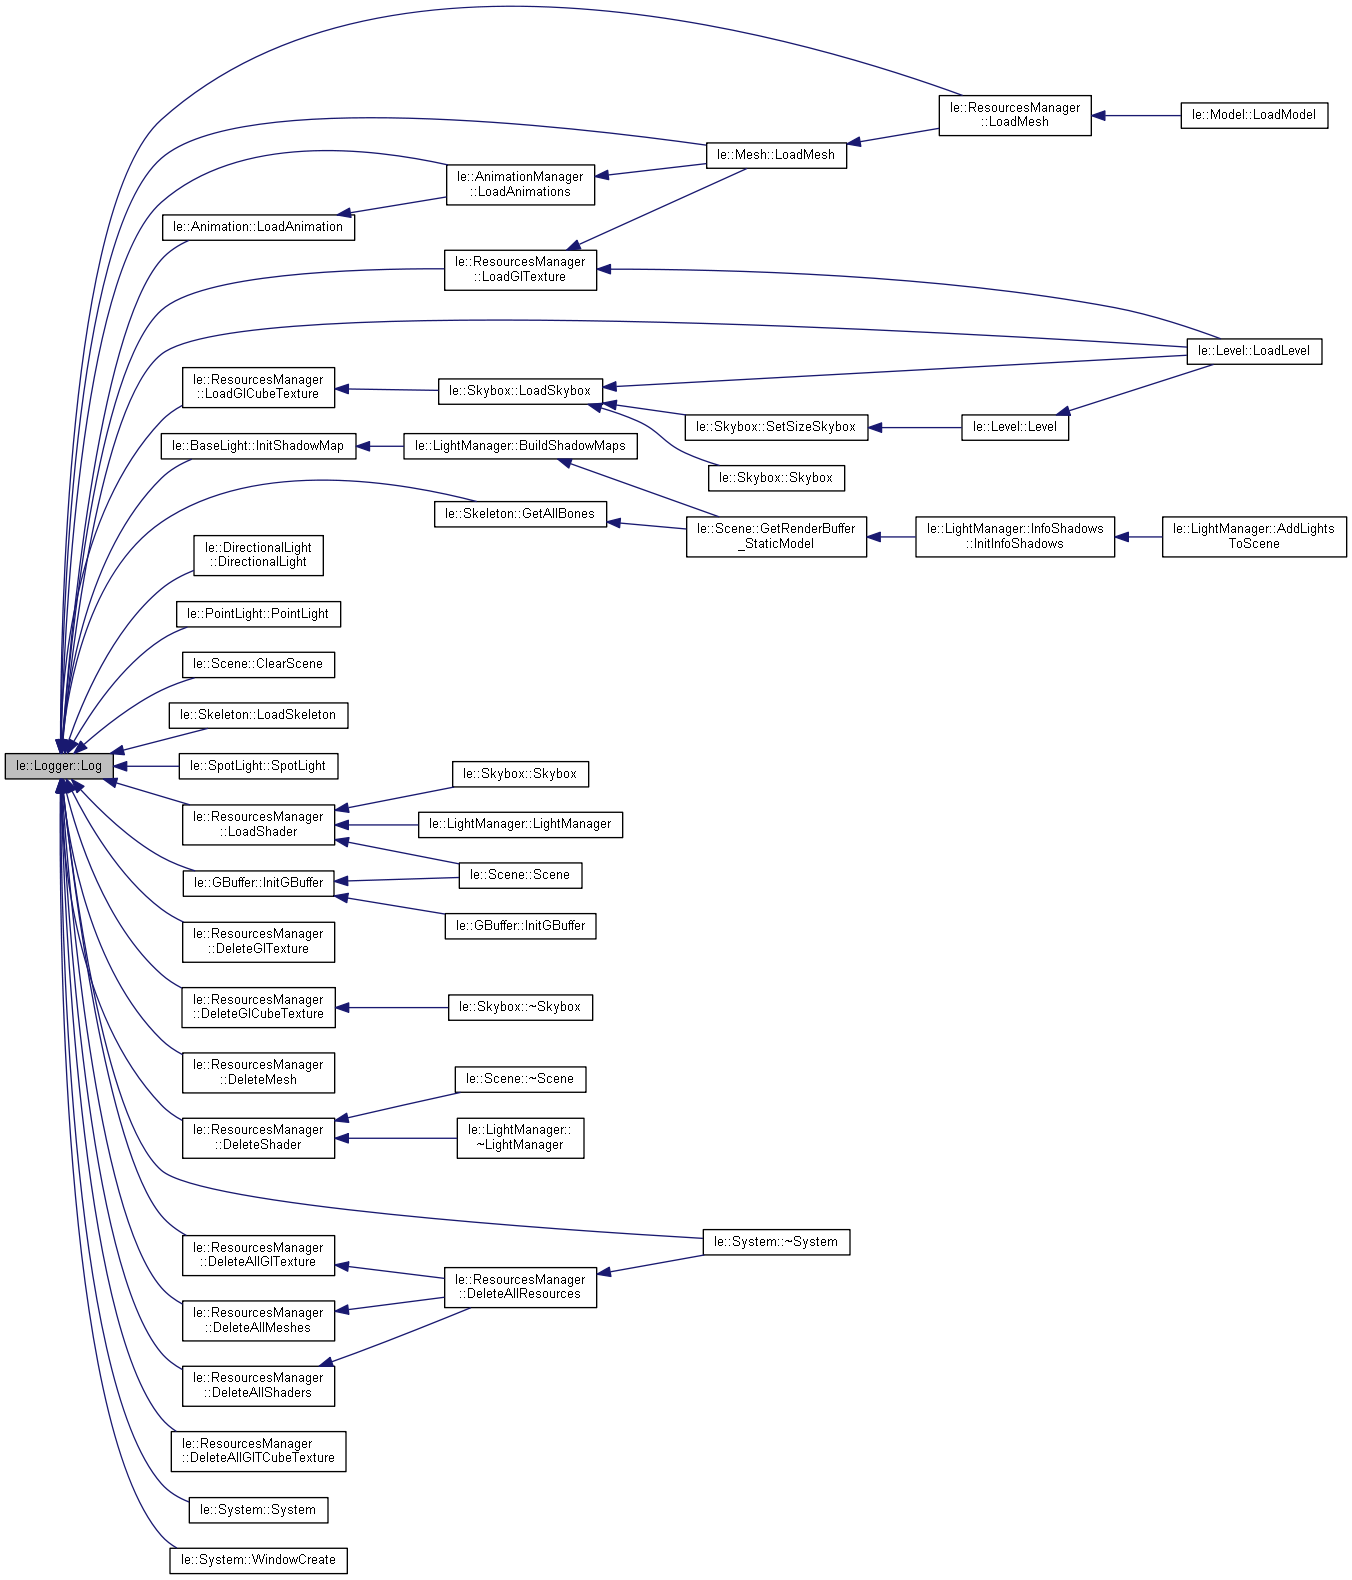 le::ResourcesManager
::LoadMesh
le::Model::LoadModel
le::Mesh::LoadMesh
le::AnimationManager
::LoadAnimations
le::Animation::LoadAnimation
le::ResourcesManager
::LoadGlTexture
le::Level::LoadLevel
le::ResourcesManager
::LoadGlCubeTexture
le::Skybox::LoadSkybox
le::Skybox::SetSizeSkybox
le::Level::Level
le::BaseLight::InitShadowMap
le::LightManager::BuildShadowMaps
le::Skybox::Skybox
le::Skeleton::GetAllBones
le::Scene::GetRenderBuffer
_StaticModel
le::LightManager::InfoShadows
::InitInfoShadows
le::LightManager::AddLights
ToScene
le::DirectionalLight
::DirectionalLight
le::PointLight::PointLight
le::Scene::ClearScene
le::Skeleton::LoadSkeleton
le::Logger::Log
le::SpotLight::SpotLight
le::Skybox::Skybox
le::ResourcesManager
::LoadShader
le::LightManager::LightManager
le::Scene::Scene
le::GBuffer::InitGBuffer
le::GBuffer::InitGBuffer
le::ResourcesManager
::DeleteGlTexture
le::ResourcesManager
::DeleteGlCubeTexture
le::Skybox::~Skybox
le::ResourcesManager
::DeleteMesh
le::Scene::~Scene
le::ResourcesManager
::DeleteShader
le::LightManager::
~LightManager
le::System::~System
le::ResourcesManager
::DeleteAllGlTexture
le::ResourcesManager
::DeleteAllResources
le::ResourcesManager
::DeleteAllMeshes
le::ResourcesManager
::DeleteAllShaders
le::ResourcesManager
::DeleteAllGlTCubeTexture
le::System::System
le::System::WindowCreate